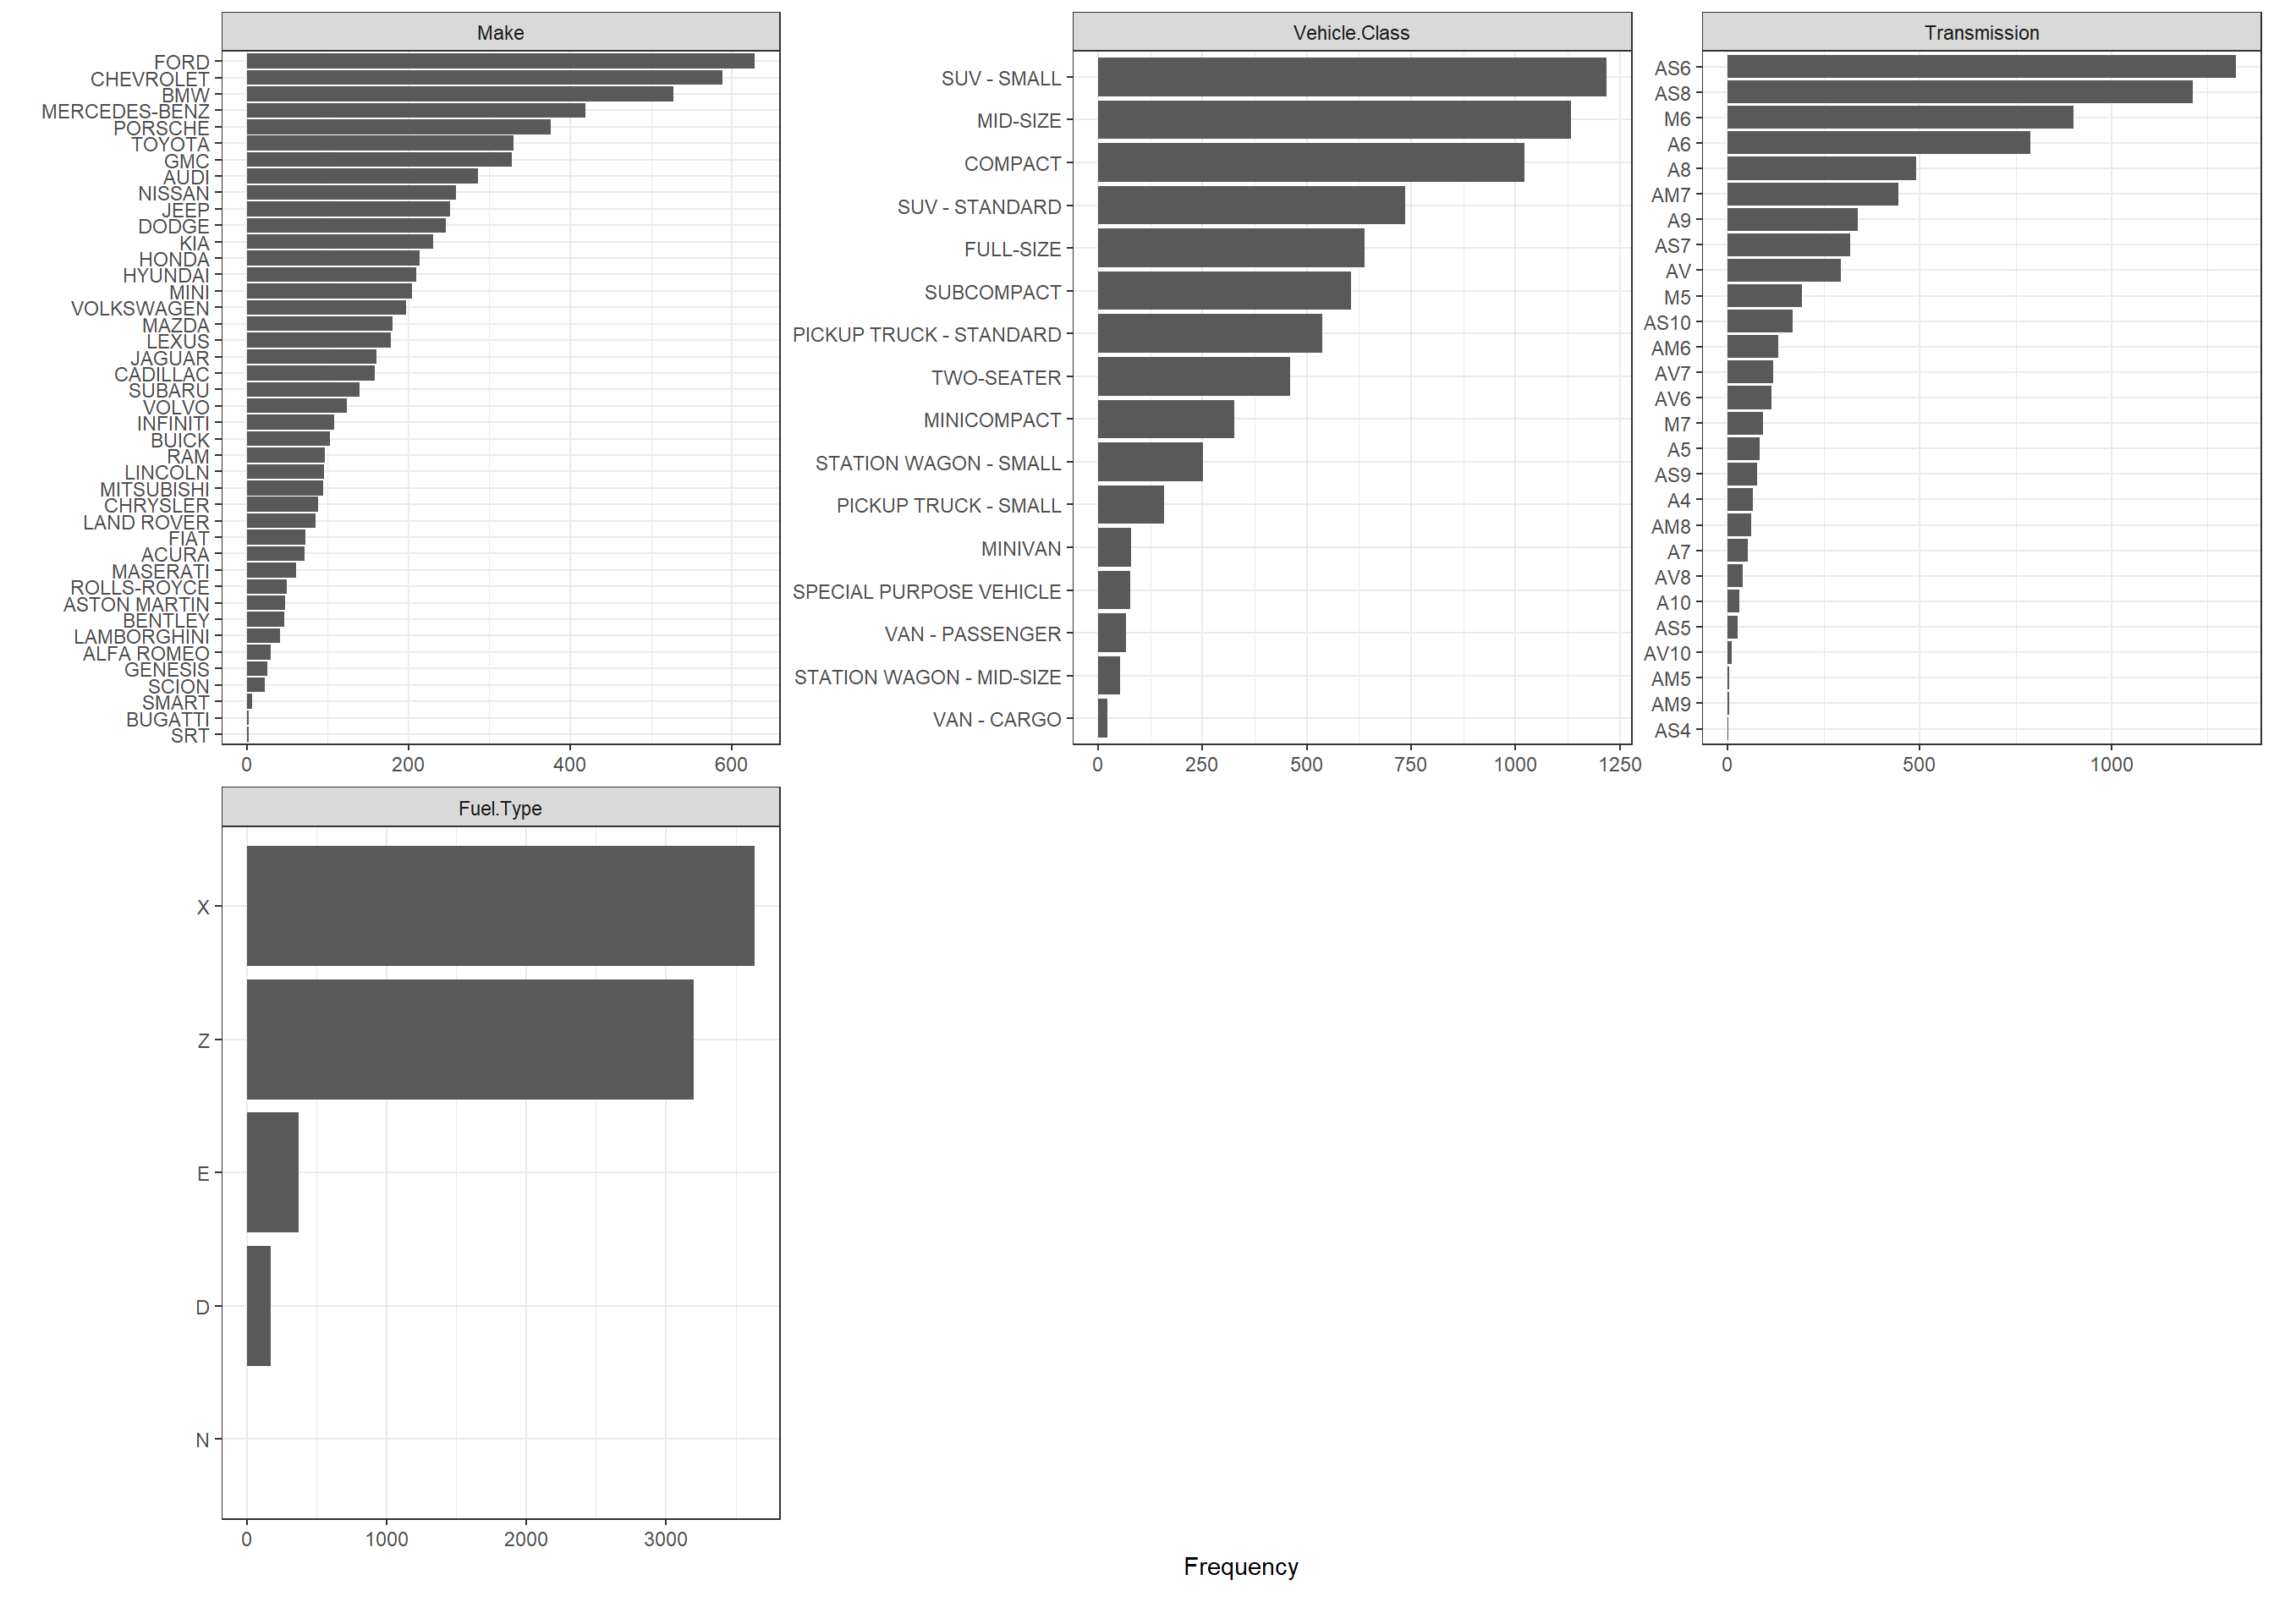 Make
FORD
CHEVROLET
BMW
MERCEDES-BENZ
PORSCHE
TOYOTA
GMC
AUDI
NISSAN
JEEP
DODGE
KIA
HONDA
HYUNDAI
MINI
VOLKSWAGEN
MAZDA
LEXUS
JAGUAR
CADILLAC
SUBARU
VOLVO
INFINITI
BUICK
RAM
LINCOLN
MITSUBISHI
CHRYSLER
LAND ROVER
FIAT
ACURA
MASERATI
ROLLS-ROYCE
ASTON MARTIN
BENTLEY
LAMBORGHINI
ALFA ROMEO
GENESIS
SCION
SMART
BUGATTI
SRT
0 200 400 600
Vehicle.Class
SUV - SMALL
MID-SIZE
COMPACT
SUV - STANDARD
FULL-SIZE
SUBCOMPACT
PICKUP TRUCK - STANDARD
TWO-SEATER
MINICOMPACT
STATION WAGON - SMALL
PICKUP TRUCK - SMALL
MINIVAN
SPECIAL PURPOSE VEHICLE
VAN - PASSENGER
STATION WAGON - MID-SIZE
VAN - CARGO
0 250 500 750 1000 1250
Transmission
AS6
AS8
M6
A6
A8
AM7
A9
AS7
AV
M5
AS10
AM6
AV7
AV6
M7
A5
AS9
A4
AM8
A7
AV8
A10
AS5
AV10
AM5
AM9
AS4
0 500 1000
Fuel.Type
X
Z
E
D
N
0 1000 2000 3000
Frequency